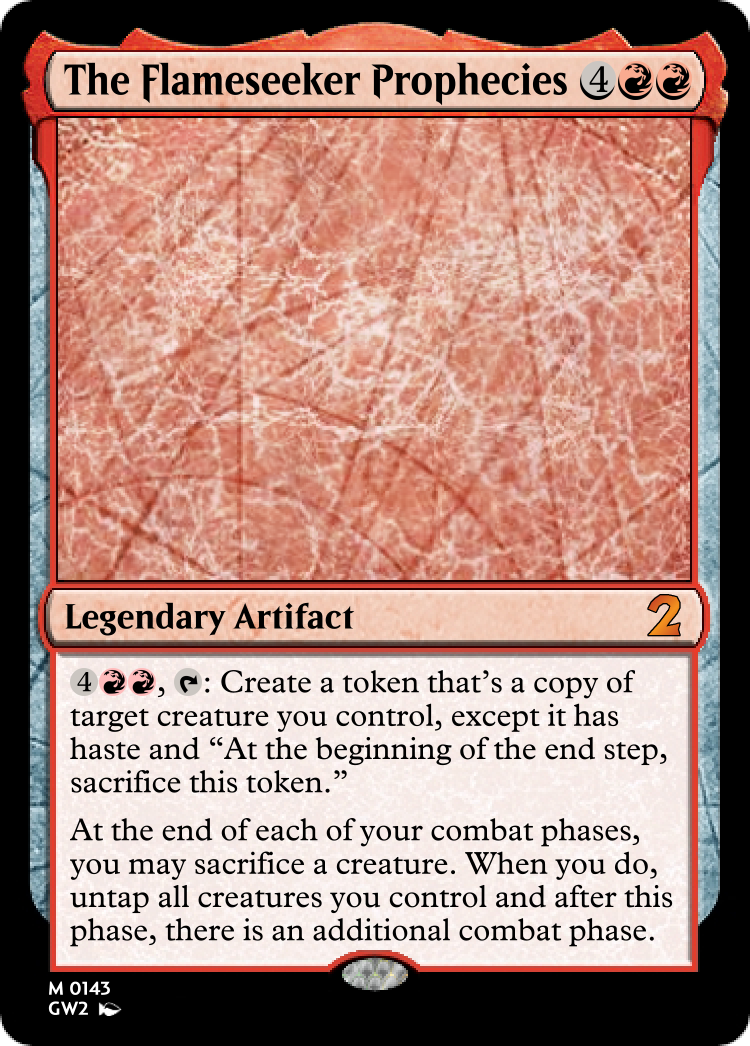 The Flameseeker Prophecies 4
Legendary Artifact 2
4, : Create a token that’s a copy of
target creature you control, except it has
haste and “At the beginning of the end step,
sacrifice this token.”
At the end of each of your combat phases,
you may sacrifice a creature. When you do,
untap all creatures you control and after this
phase, there is an additional combat phase.
M 0143
GW2